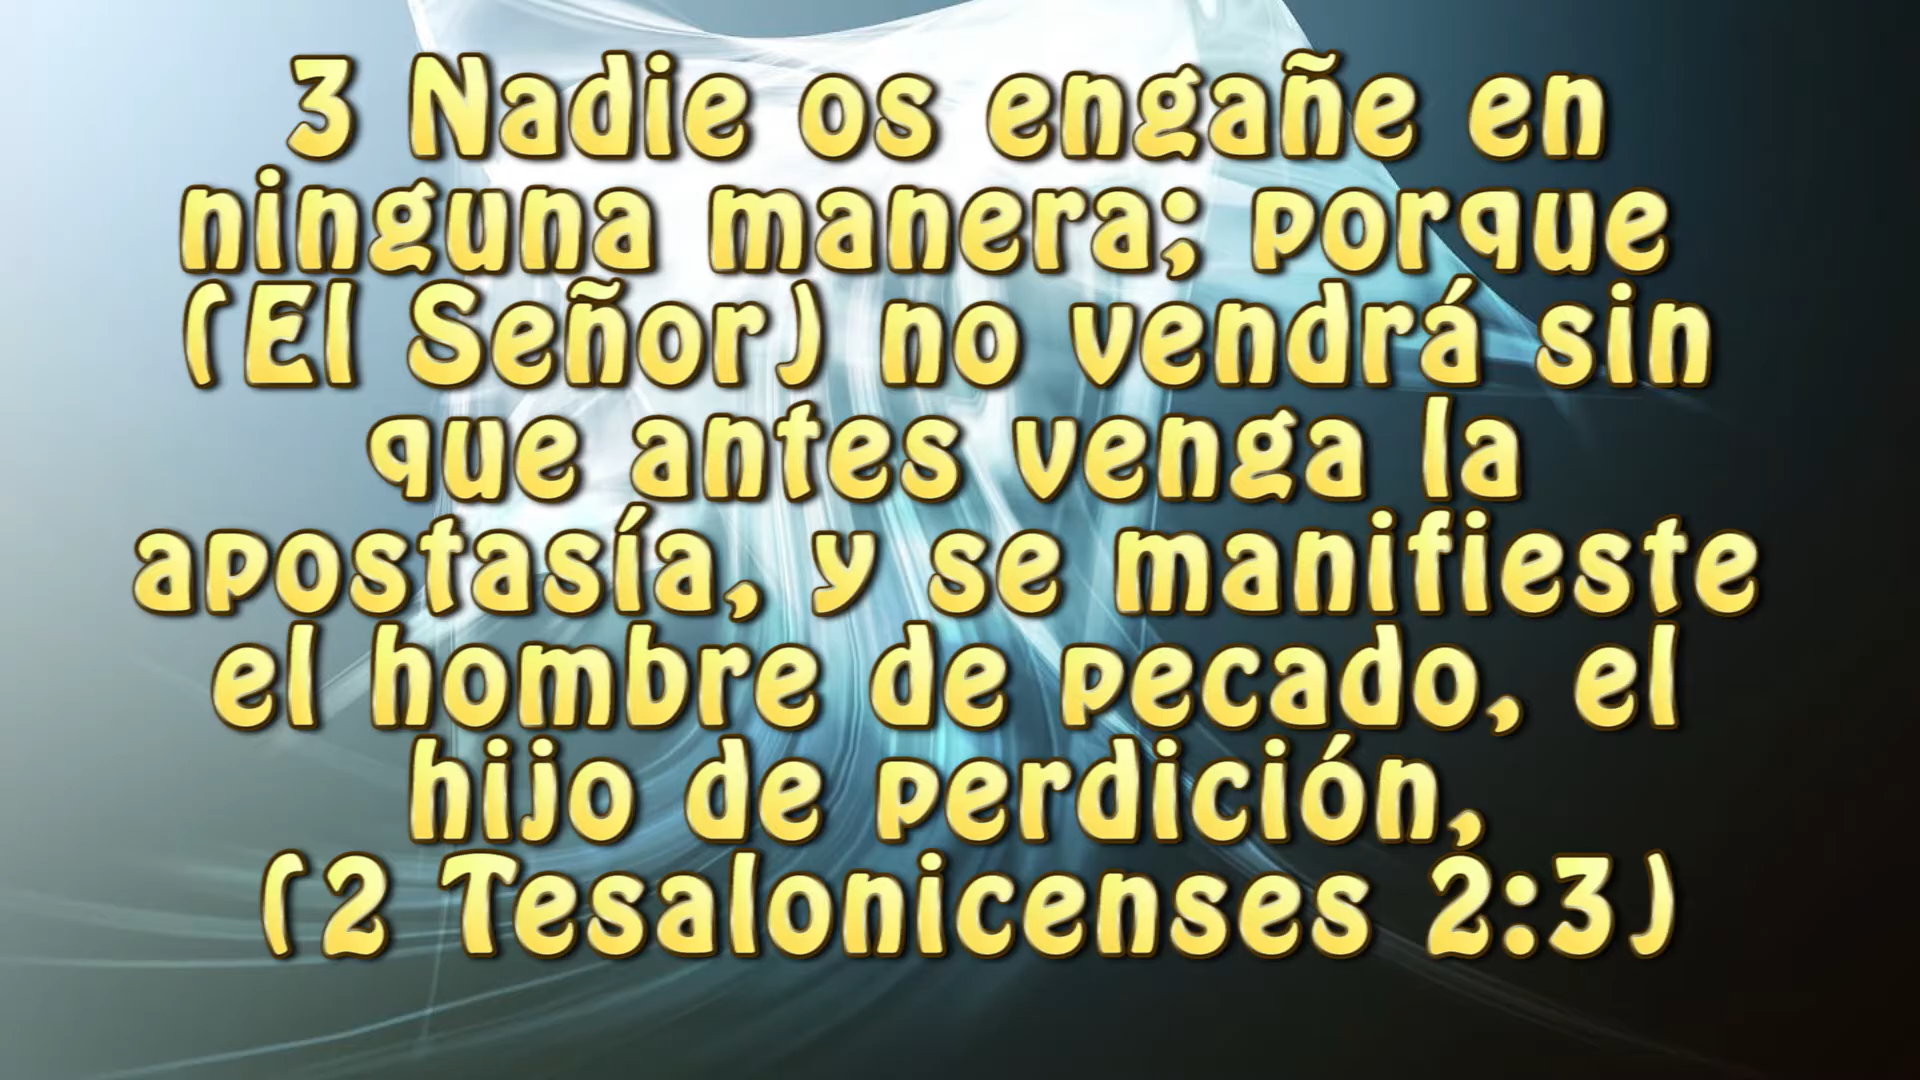 3 Nadie os engañe en
ninguna manera; porque
(El Señor) no vendrá sin
que antes venga la
apostasía, y se manifieste
el hombre de pecado, el
hijo de perdición,
(2 Tesalonicenses 2:3)